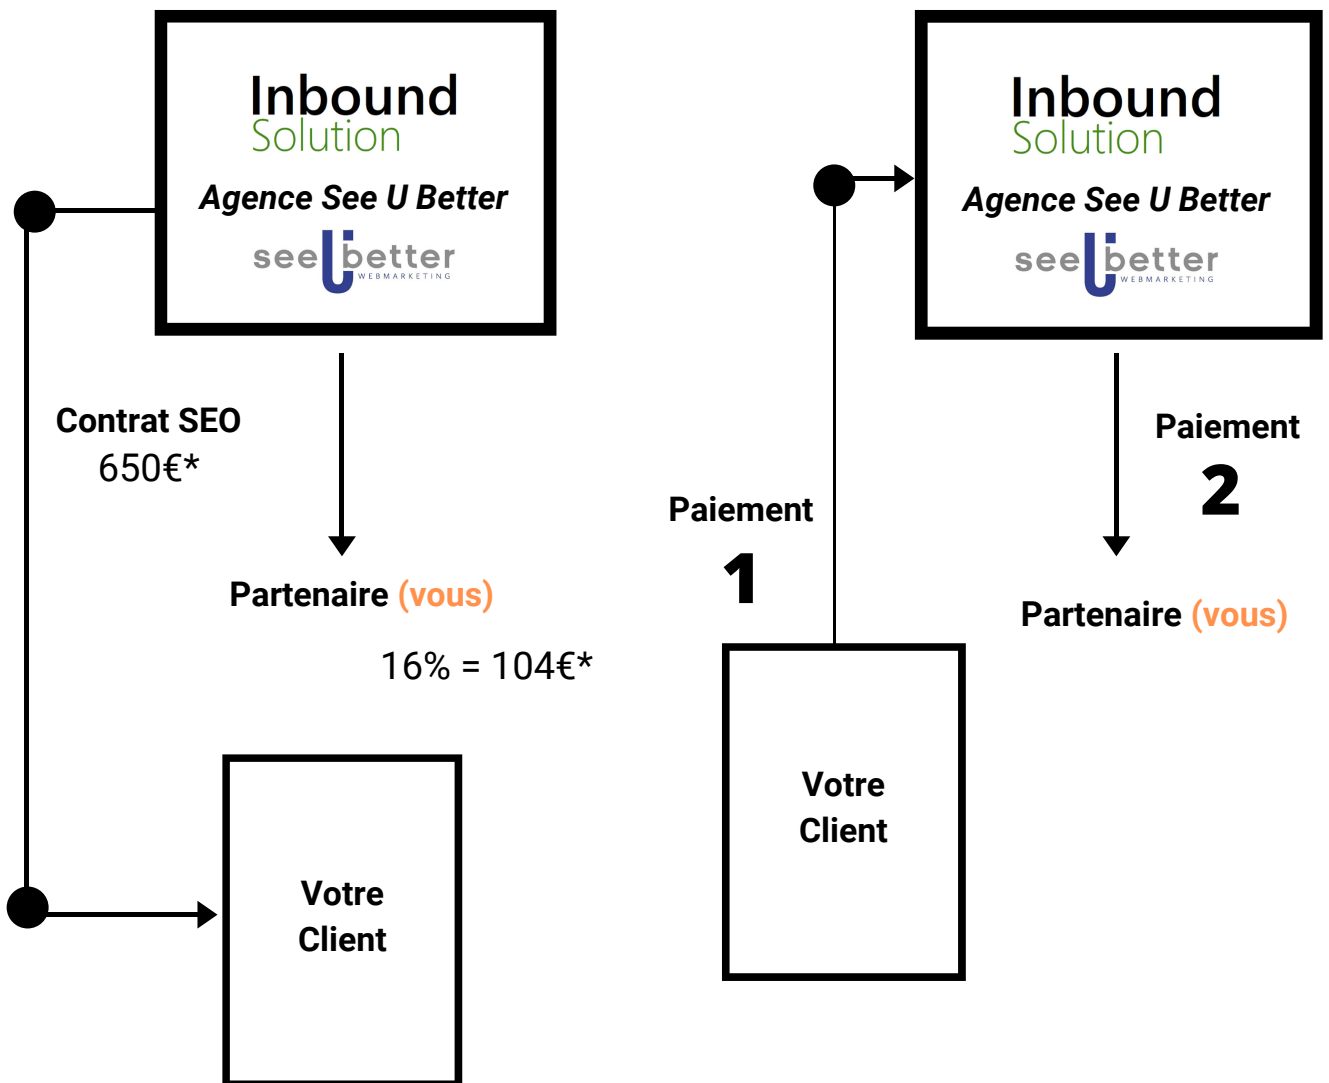 Inbound
Solution
Agence See U Better
see U better
WEBMARKETING
Contrat SEO
650€*
Partenaire (vous)
16% = 104€*
Votre
Client
Inbound
Solution
Agence See U Better
see U better
WEBMARKETING
Paiement
1
Paiement
2
Partenaire (vous)
Votre
Client